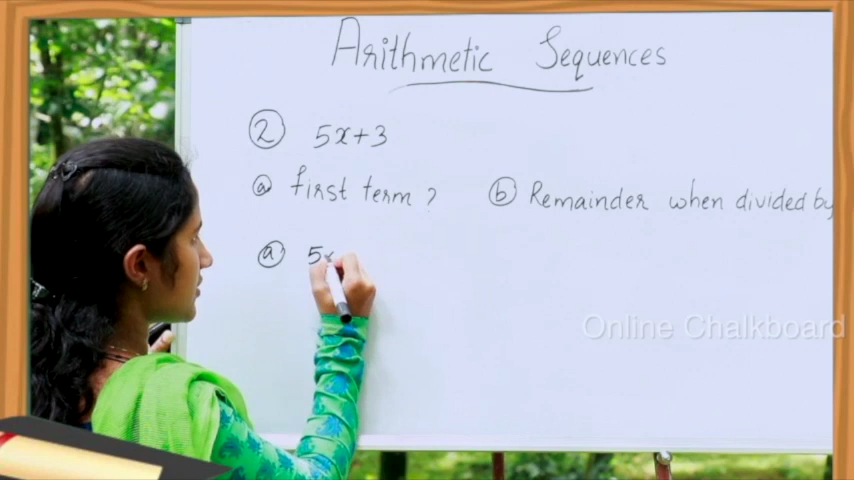 Arithmetic Sequences
2 5x+3
a first term ? b Remainder when divided by
a 5x
Online Chalkboard